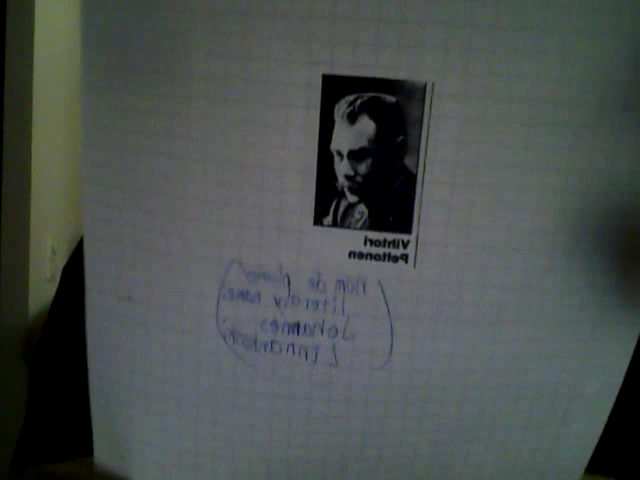 Vihtori
Peltonen
(nom de plume
literary name:
Johannes
Linnankoski)